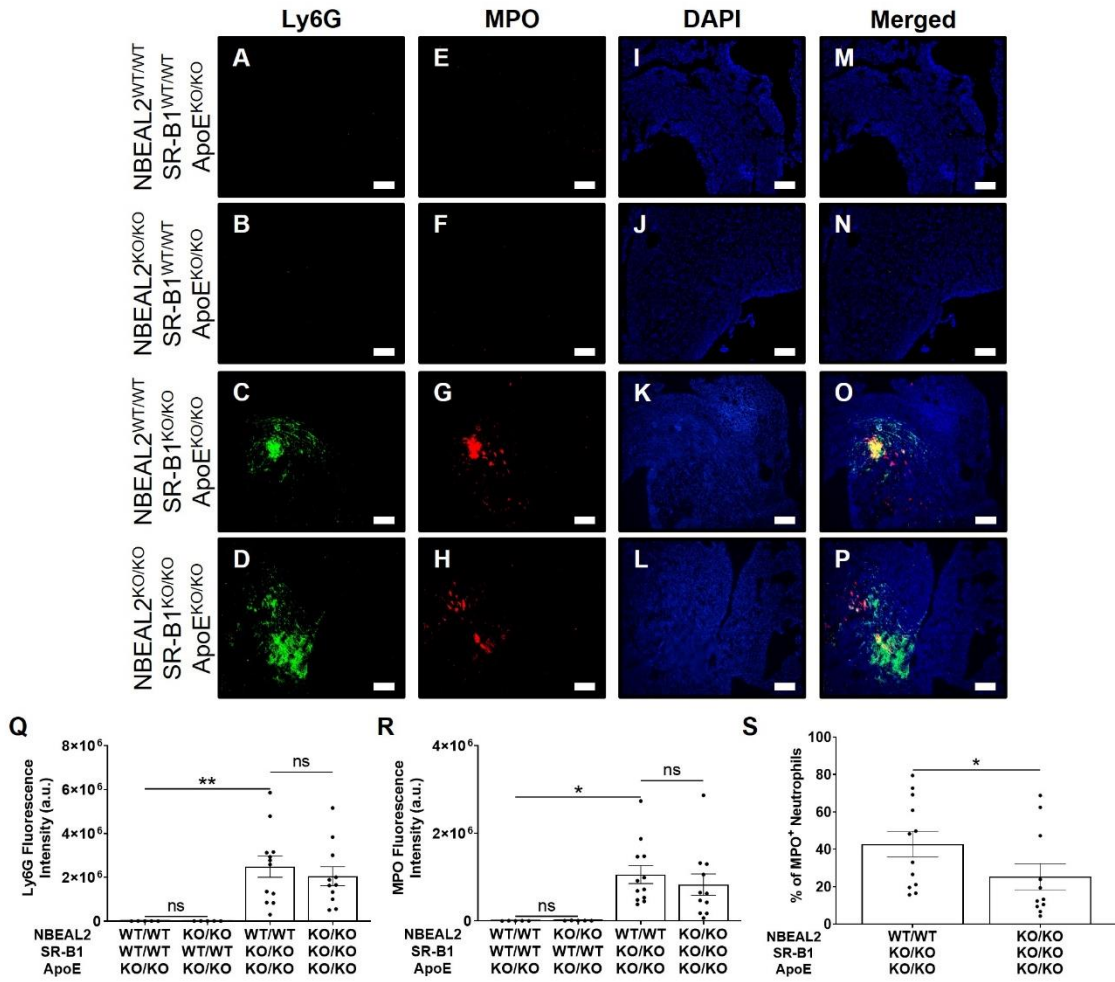 Ly6G MPO DAPI Merged
NBEAL2WT/WT
SR-B1WT/WT
ApoEKO/KO
A E I M
NBEAL2KO/KO
SR-B1WT/WT
ApoEKO/KO
B F J N
NBEAL2WT/WT
SR-B1KO/KO
ApoEKO/KO
C G K O
NBEAL2KO/KO
SR-B1KO/KO
ApoEKO/KO
D H L P
Q
Ly6G Fluorescence
Intensity (a.u.)
8×10⁶
6×10⁶
4×10⁶
2×10⁶
0
ns
**
ns
NBEAL2 WT/WT KO/KO WT/WT KO/KO
SR-B1 WT/WT WT/WT KO/KO KO/KO
ApoE KO/KO KO/KO KO/KO KO/KO
R
MPO Fluorescence
Intensity (a.u.)
4×10⁶
2×10⁶
0
ns
*
ns
NBEAL2 WT/WT KO/KO WT/WT KO/KO
SR-B1 WT/WT WT/WT KO/KO KO/KO
ApoE KO/KO KO/KO KO/KO KO/KO
S
% of MPO⁺ Neutrophils
100
80
60
40
20
0
*
NBEAL2 WT/WT KO/KO
SR-B1 KO/KO KO/KO
ApoE KO/KO KO/KO